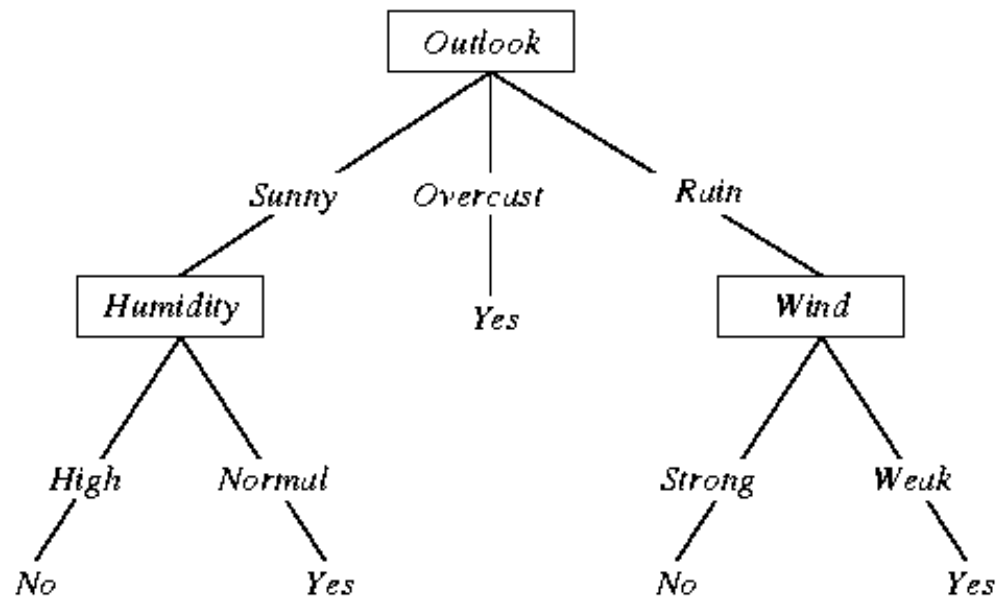 Outlook
Sunny Overcast Rain
Humidity Yes Wind
High Normal Strong Weak
No Yes No Yes